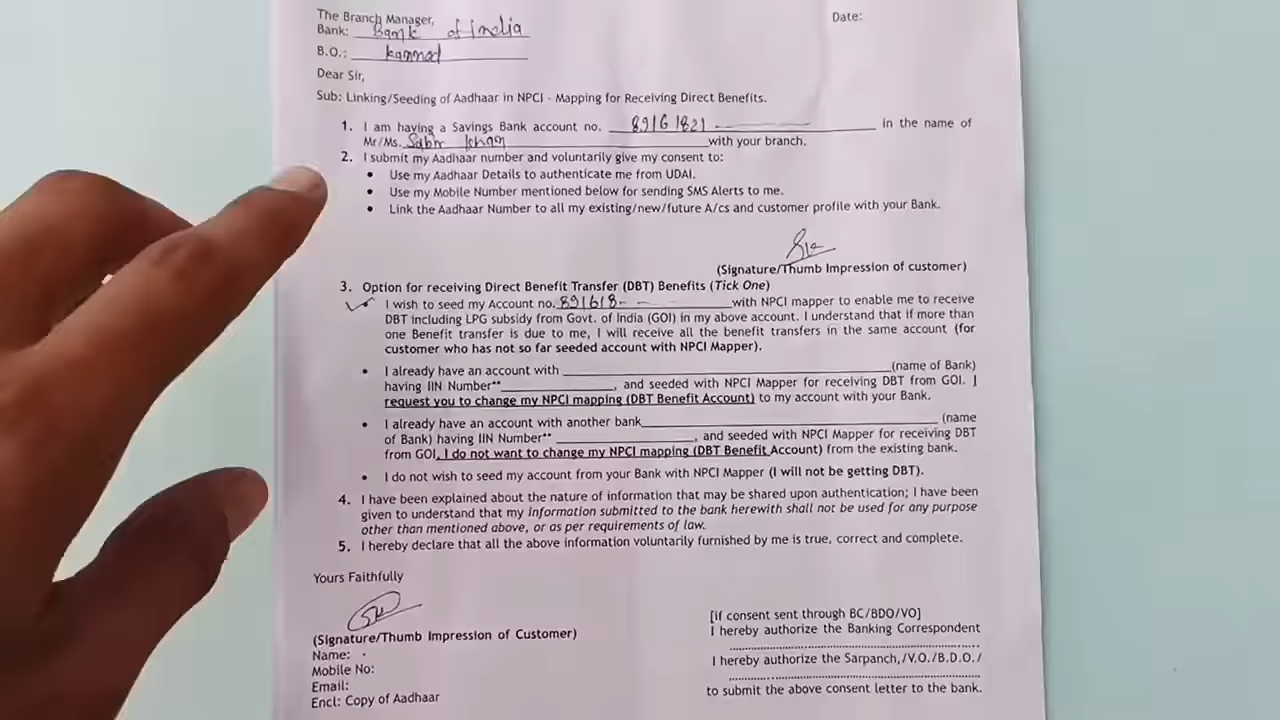 The Branch Manager,
Date:
Bank: Bank of India
B.O.: kannod
Dear Sir,
Sub: Linking/Seeding of Aadhaar in NPCI - Mapping for Receiving Direct Benefits.
1. I am having a Savings Bank account no. 89161821 in the name of
Mr/Ms. Sabir khan with your branch.
2. I submit my Aadhaar number and voluntarily give my consent to:
• Use my Aadhaar Details to authenticate me from UDAI.
• Use my Mobile Number mentioned below for sending SMS Alerts to me.
• Link the Aadhaar Number to all my existing/new/future A/cs and customer profile with your Bank.
(Signature/Thumb Impression of customer)
3. Option for receiving Direct Benefit Transfer (DBT) Benefits (Tick One)
I wish to seed my Account no. 891618-- with NPCI mapper to enable me to receive
DBT including LPG subsidy from Govt. of India (GOI) in my above account. I understand that if more than
one Benefit transfer is due to me, I will receive all the benefit transfers in the same account (for
customer who has not so far seeded account with NPCI Mapper).
• I already have an account with (name of Bank)
having IIN Number** , and seeded with NPCI Mapper for receiving DBT from GOI. I
request you to change my NPCI mapping (DBT Benefit Account) to my account with your Bank.
• I already have an account with another bank (name
of Bank) having IIN Number** , and seeded with NPCI Mapper for receiving DBT
from GOI, I do not want to change my NPCI mapping (DBT Benefit Account) from the existing bank.
• I do not wish to seed my account from your Bank with NPCI Mapper (I will not be getting DBT).
4. I have been explained about the nature of information that may be shared upon authentication; I have been
given to understand that my information submitted to the bank herewith shall not be used for any purpose
other than mentioned above, or as per requirements of law.
5. I hereby declare that all the above information voluntarily furnished by me is true, correct and complete.
Yours Faithfully
(Signature/Thumb Impression of Customer)
Name:
Mobile No:
Email:
Encl: Copy of Aadhaar
[if consent sent through BC/BDO/VO]
I hereby authorize the Banking Correspondent
I hereby authorize the Sarpanch,/V.O./B.D.O./
to submit the above consent letter to the bank.